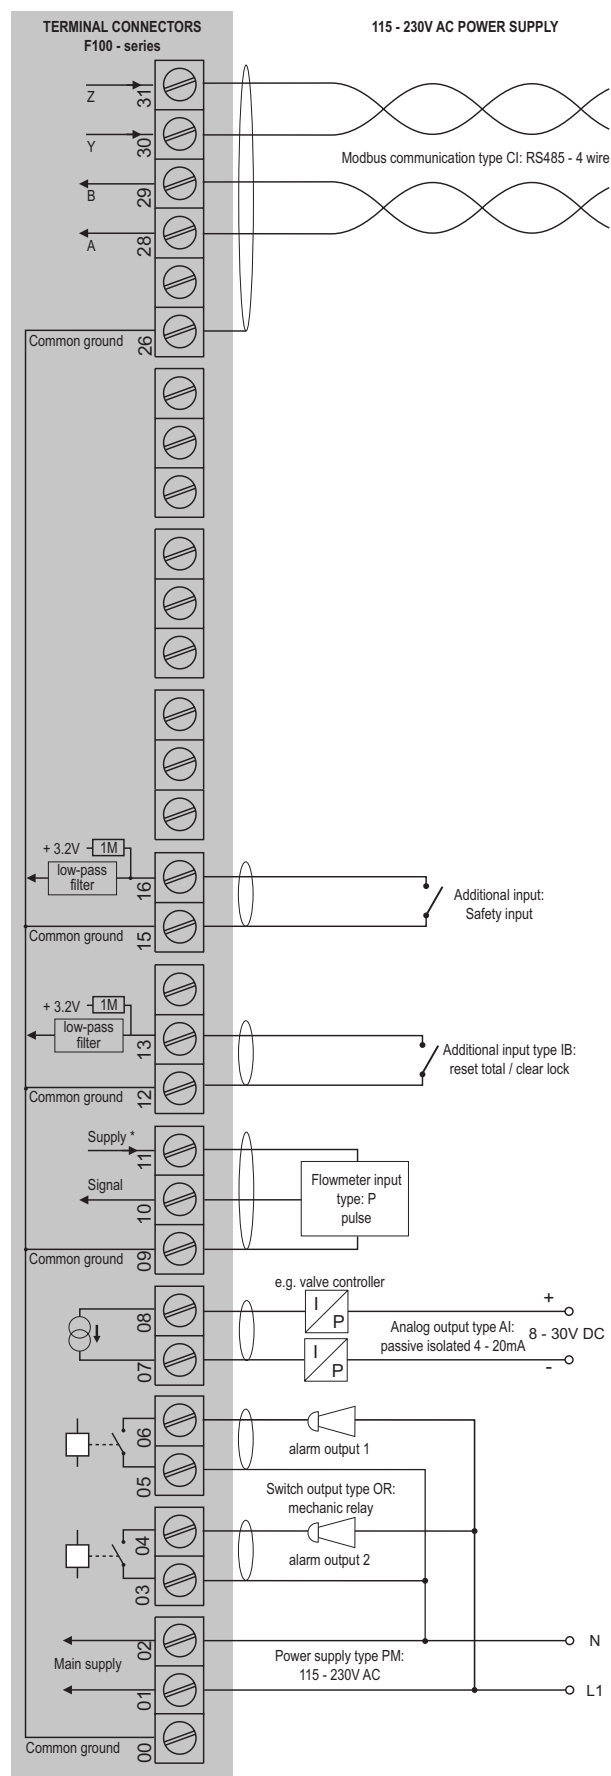 TERMINAL CONNECTORS
F100 - series
115 - 230V AC POWER SUPPLY
Z
31
Y
30
Modbus communication type CI: RS485 - 4 wire
B
29
A
28
Common ground
26
+ 3.2V
1M
low-pass
filter
16
Additional input:
Safety input
Common ground
15
+ 3.2V
1M
low-pass
filter
13
Additional input type IB:
reset total / clear lock
Common ground
12
Supply *
11
Flowmeter input
type: P
pulse
Signal
10
Common ground
09
e.g. valve controller
08
I
P
+
Analog output type AI:
passive isolated 4 - 20mA
8 - 30V DC
07
I
P
-
06
alarm output 1
05
Switch output type OR:
mechanic relay
04
alarm output 2
03
02
N
Main supply
Power supply type PM:
115 - 230V AC
01
L1
Common ground
00